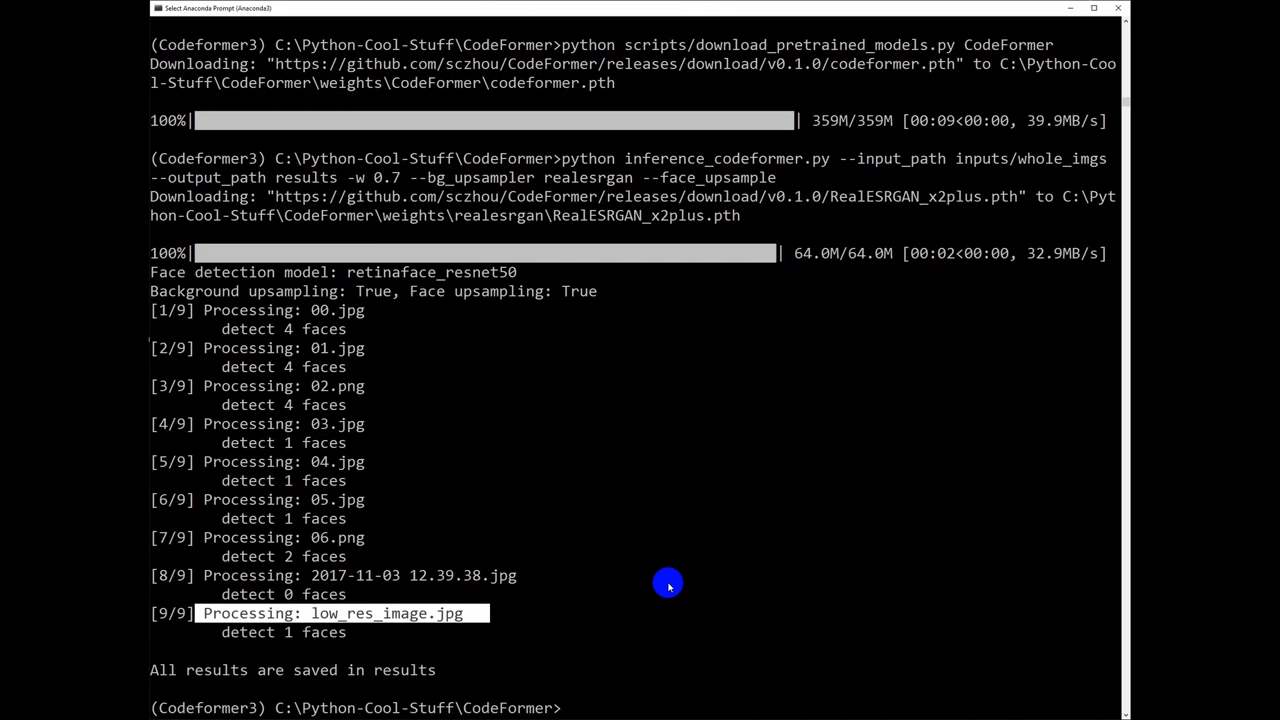 Select Anaconda Prompt (Anaconda3)
(Codeformer3) C:\Python-Cool-Stuff\CodeFormer>python scripts/download_pretrained_models.py CodeFormer
Downloading: "https://github.com/sczhou/CodeFormer/releases/download/v0.1.0/codeformer.pth" to C:\Python-Coo
l-Stuff\CodeFormer\weights\CodeFormer\codeformer.pth
100%| | 359M/359M [00:09<00:00, 39.9MB/s]
(Codeformer3) C:\Python-Cool-Stuff\CodeFormer>python inference_codeformer.py --input_path inputs/whole_imgs
--output_path results -w 0.7 --bg_upsampler realesrgan --face_upsample
Downloading: "https://github.com/sczhou/CodeFormer/releases/download/v0.1.0/RealESRGAN_x2plus.pth" to C:\Pyt
hon-Cool-Stuff\CodeFormer\weights\realesrgan\RealESRGAN_x2plus.pth
100%| | 64.0M/64.0M [00:02<00:00, 32.9MB/s]
Face detection model: retinaface_resnet50
Background upsampling: True, Face upsampling: True
[1/9] Processing: 00.jpg
detect 4 faces
[2/9] Processing: 01.jpg
detect 4 faces
[3/9] Processing: 02.png
detect 4 faces
[4/9] Processing: 03.jpg
detect 1 faces
[5/9] Processing: 04.jpg
detect 1 faces
[6/9] Processing: 05.jpg
detect 1 faces
[7/9] Processing: 06.png
detect 2 faces
[8/9] Processing: 2017-11-03 12.39.38.jpg
detect 0 faces
[9/9] Processing: low_res_image.jpg
detect 1 faces
All results are saved in results
(Codeformer3) C:\Python-Cool-Stuff\CodeFormer>